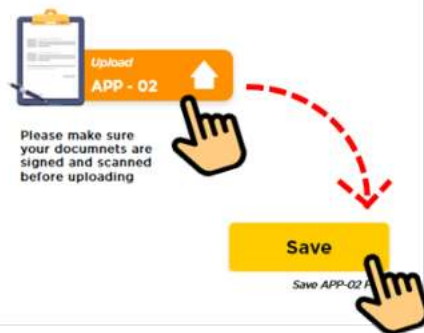 Upload
APP - 02
Please make sure
your documnets are
signed and scanned
before uploading
Save
Save APP-02